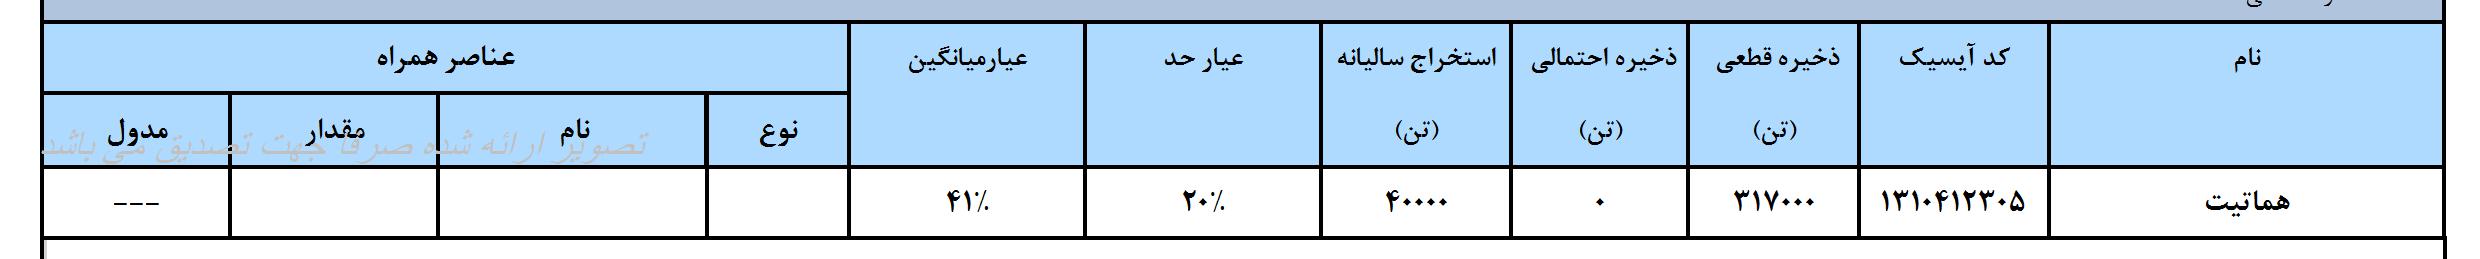 نام کد آیسیک ذخیره قطعی ذخیره احتمالی استخراج سالیانه عیار حد عیارمیانگین عناصر همراه
(تن) (تن) (تن) نوع نام مقدار مدول
تصویر ارائه شده صرفا جهت تصدیق می باشد
هماتیت ۱۳۱۰۴۱۲۳۰۵ ۳۱۷۰۰۰ ۰ ۴۰۰۰۰ ۲۰% ۴۱% ---